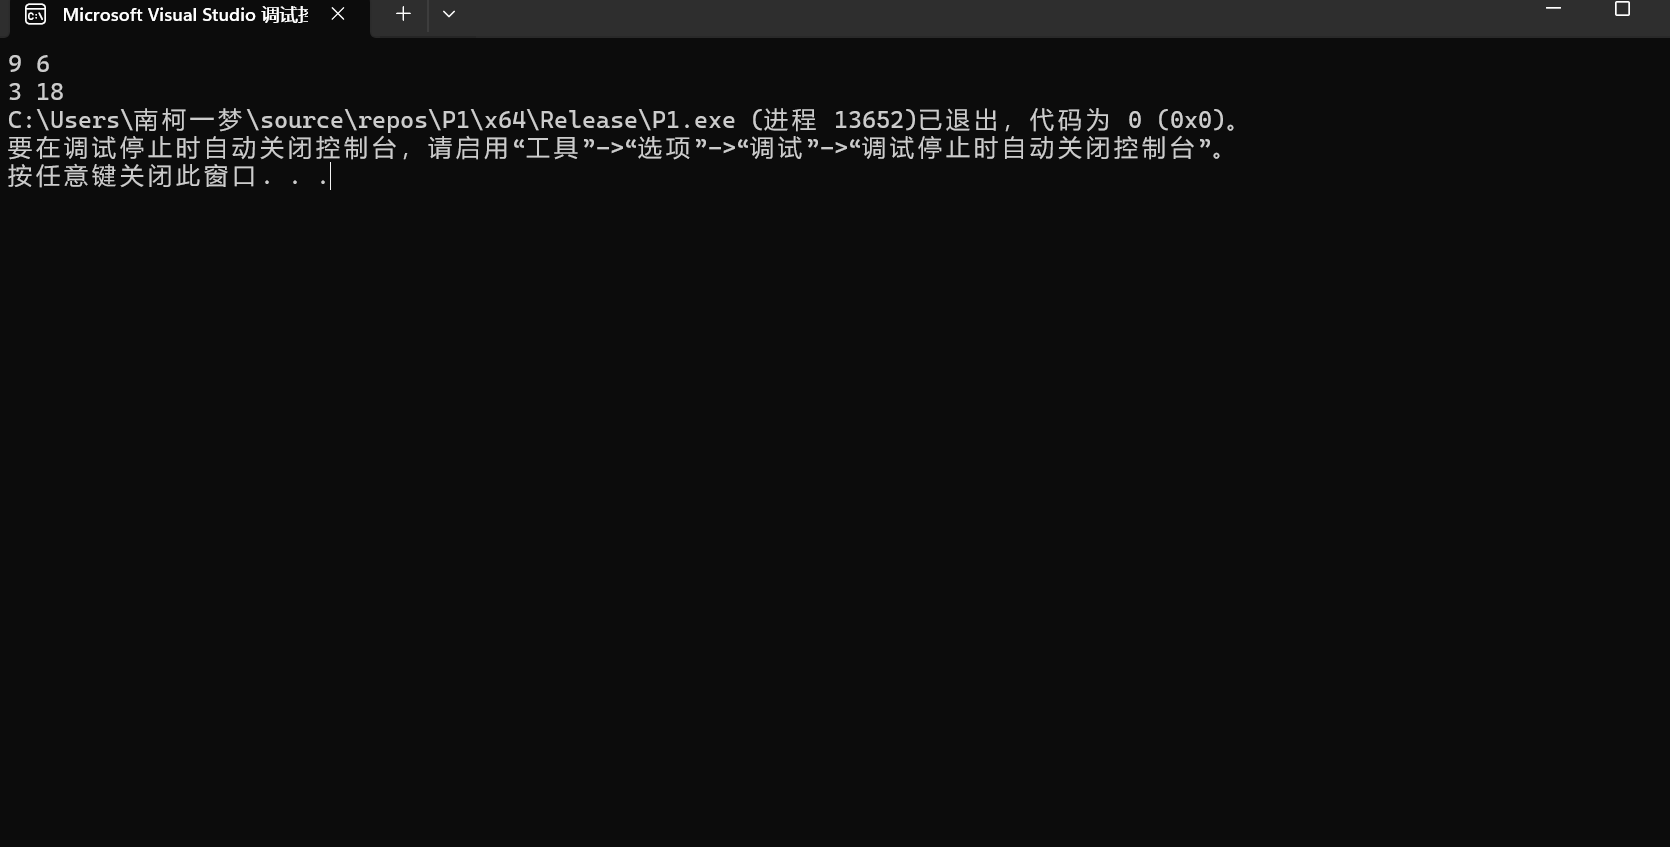 Microsoft Visual Studio 调试
9 6
3 18
C:\Users\南柯一梦\source\repos\P1\x64\Release\P1.exe (进程 13652)已退出，代码为 0 (0x0)。
要在调试停止时自动关闭控制台，请启用“工具”->“选项”->“调试”->“调试停止时自动关闭控制台”。
按任意键关闭此窗口. . .